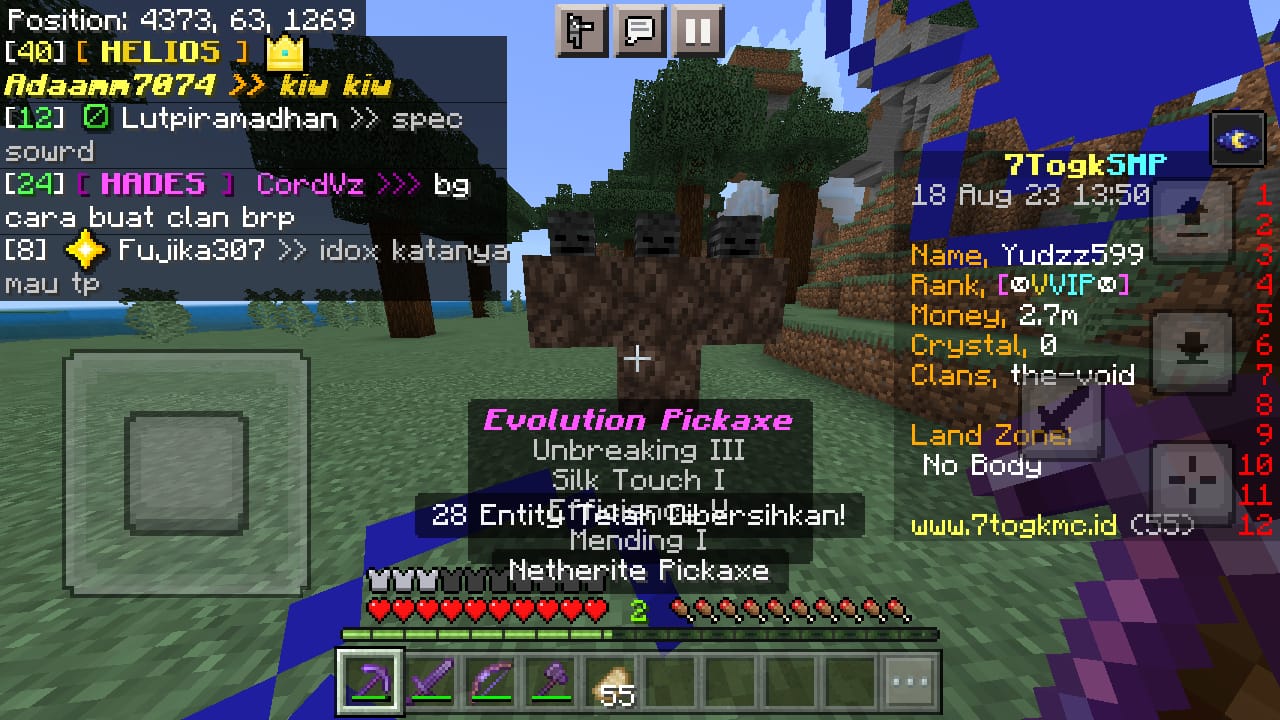 Position: 4373, 63, 1269
[40] [ HELIOS ]
Adaamm7074 >> kiw kiw
[12] Lutpiramadhan >> spec
sowrd
[24] [ HADES ] CordVz >>> bg
cara buat clan brp
[8] Fujika307 >> idox katanya
mau tp
7TogkSMP
18 Aug 23 13:50
Name, Yudzz599
Rank, [VVIP]
Money, 2.7m
Crystal, 0
Clans, the-void
Land Zone:
No Body
www.7togkmc.id (55)
1
2
3
4
5
6
7
8
9
10
11
12
Evolution Pickaxe
Unbreaking III
Silk Touch I
Efficiency V
28 Entity Telah Dibersihkan!
Mending I
Netherite Pickaxe
2
55